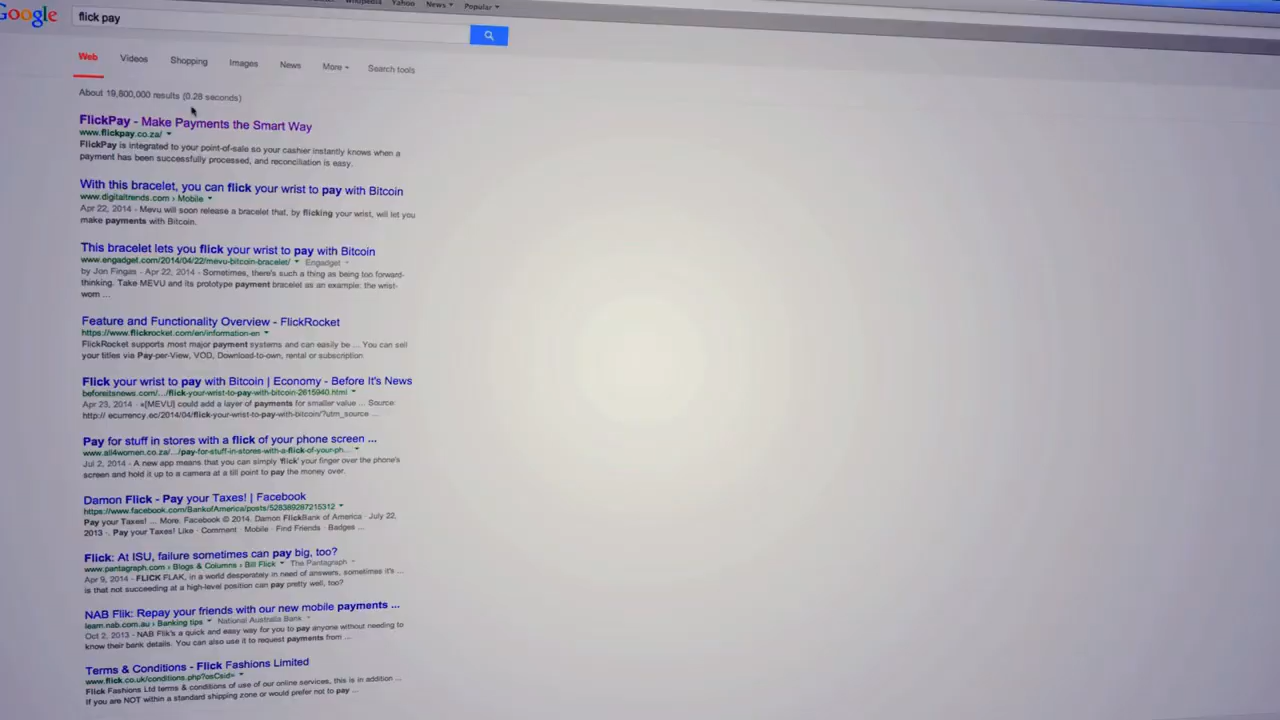 Wikipedia Yahoo News Popular
Google
flick pay
Web Videos Shopping Images News More Search tools
About 19,800,000 results (0.28 seconds)
FlickPay - Make Payments the Smart Way
www.flickpay.co.za/
FlickPay is integrated to your point-of-sale so your cashier instantly knows when a
payment has been successfully processed, and reconciliation is easy.
With this bracelet, you can flick your wrist to pay with Bitcoin
www.digitaltrends.com › Mobile
Apr 22, 2014 - Mevu will soon release a bracelet that, by flicking your wrist, will let you
make payments with Bitcoin.
This bracelet lets you flick your wrist to pay with Bitcoin
www.engadget.com/2014/04/22/mevu-bitcoin-bracelet/ Engadget
by Jon Fingas - Apr 22, 2014 - Sometimes, there's such a thing as being too forward-
thinking. Take MEVU and its prototype payment bracelet as an example: the wrist-
worn ...
Feature and Functionality Overview - FlickRocket
https://www.flickrocket.com/en/information-en
FlickRocket supports most major payment systems and can easily be ... You can sell
your titles via Pay-per-View, VOD, Download-to-own, rental or subscription
Flick your wrist to pay with Bitcoin | Economy - Before It's News
beforeitsnews.com/.../flick-your-wrist-to-pay-with-bitcoin-2615940.html
Apr 23, 2014 - »[MEVU] could add a layer of payments for smaller value ... Source:
http:// ecurrency.ec/2014/04/flick-your-wrist-to-pay-with-bitcoin/?utm_source ...
Pay for stuff in stores with a flick of your phone screen ...
www.all4women.co.za/.../pay-for-stuff-in-stores-with-a-flick-of-your-ph...
Jul 2, 2014 - A new app means that you can simply 'flick' your finger over the phone's
screen and hold it up to a camera at a till point to pay the money over.
Damon Flick - Pay your Taxes! | Facebook
https://www.facebook.com/BankofAmerica/posts/528389287215312
Pay your Taxes! ... More. Facebook © 2014. Damon FlickBank of America · July 22,
2013 ·. Pay your Taxes! Like · Comment · Mobile · Find Friends · Badges ...
Flick: At ISU, failure sometimes can pay big, too?
www.pantagraph.com › Blogs & Columns › Bill Flick The Pantagraph
Apr 9, 2014 - FLICK FLAK, in a world desperately in need of answers, sometimes it's ...
is that not succeeding at a high-level position can pay pretty well, too?
NAB Flik: Repay your friends with our new mobile payments ...
learn.nab.com.au › Banking tips National Australia Bank
Oct 2, 2013 - NAB Flik's a quick and easy way for you to pay anyone without needing to
know their bank details. You can also use it to request payments from ...
Terms & Conditions - Flick Fashions Limited
www.flick.co.uk/conditions.php?osCsid=
Flick Fashions Ltd terms & conditions of use of our online services, this is in addition ...
If you are NOT within a standard shipping zone or would prefer not to pay ...